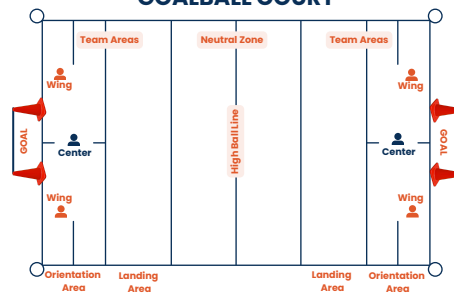 GOALBALL COURT
Team Areas
Neutral Zone
Team Areas
Wing
Wing
GOAL
Center
High Ball Line
Center
GOAL
Wing
Wing
Orientation
Area
Landing
Area
Landing
Area
Orientation
Area